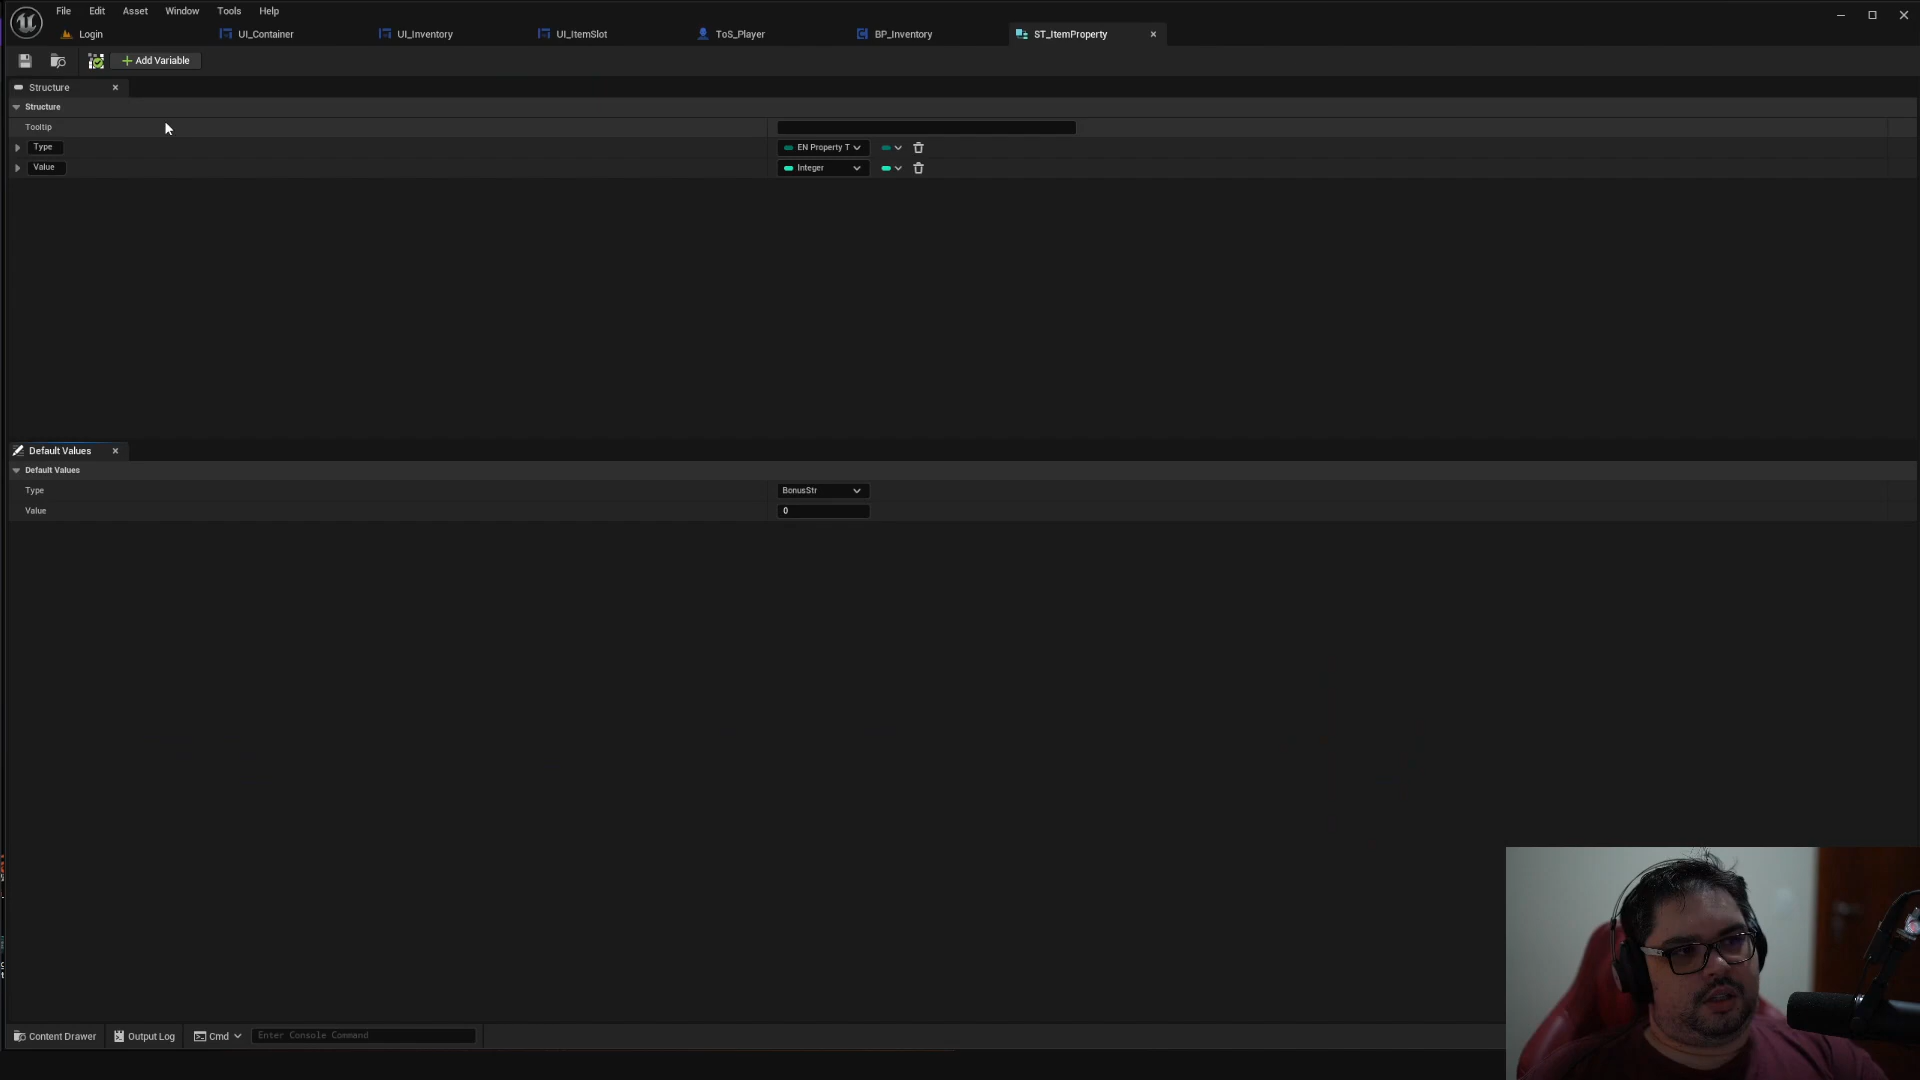 File Edit Asset Window Tools Help
Login UI_Container UI_Inventory UI_ItemSlot ToS_Player BP_Inventory ST_ItemProperty
Add Variable
Structure
Structure
Tooltip
Type EN Property T
Value Integer
Default Values
Default Values
Type BonusStr
Value 0
Content Drawer Output Log Cmd Enter Console Command